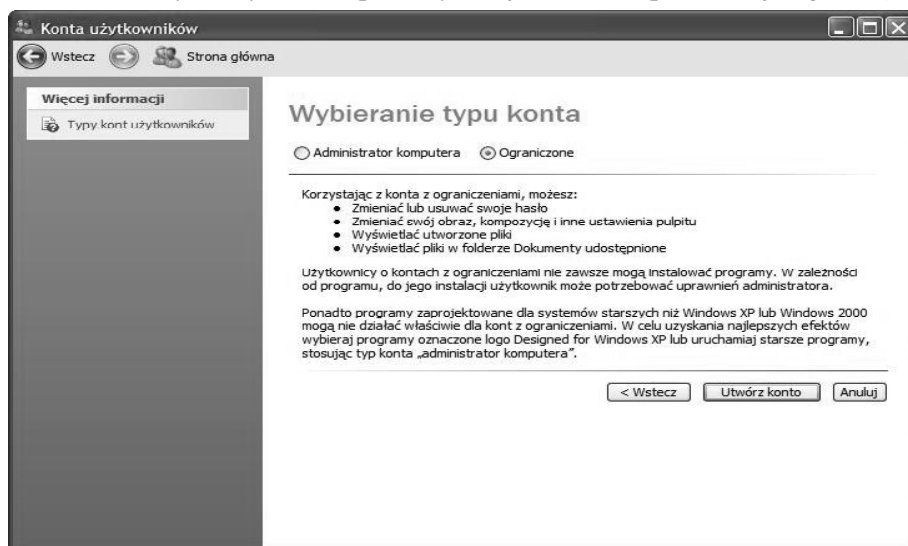 Konta użytkowników
Wstecz Strona główna
Więcej informacji
Typy kont użytkowników
Wybieranie typu konta
Administrator komputera Ograniczone
Korzystając z konta z ograniczeniami, możesz:
• Zmieniać lub usuwać swoje hasło
• Zmieniać swój obraz, kompozycję i inne ustawienia pulpitu
• Wyświetlać utworzone pliki
• Wyświetlać pliki w folderze Dokumenty udostępnione
Użytkownicy o kontach z ograniczeniami nie zawsze mogą instalować programy. W zależności
od programu, do jego instalacji użytkownik może potrzebować uprawnień administratora.
Ponadto programy zaprojektowane dla systemów starszych niż Windows XP lub Windows 2000
mogą nie działać właściwie dla kont z ograniczeniami. W celu uzyskania najlepszych efektów
wybieraj programy oznaczone logo Designed for Windows XP lub uruchamiaj starsze programy,
stosując typ konta „administrator komputera”.
< Wstecz Utwórz konto Anuluj